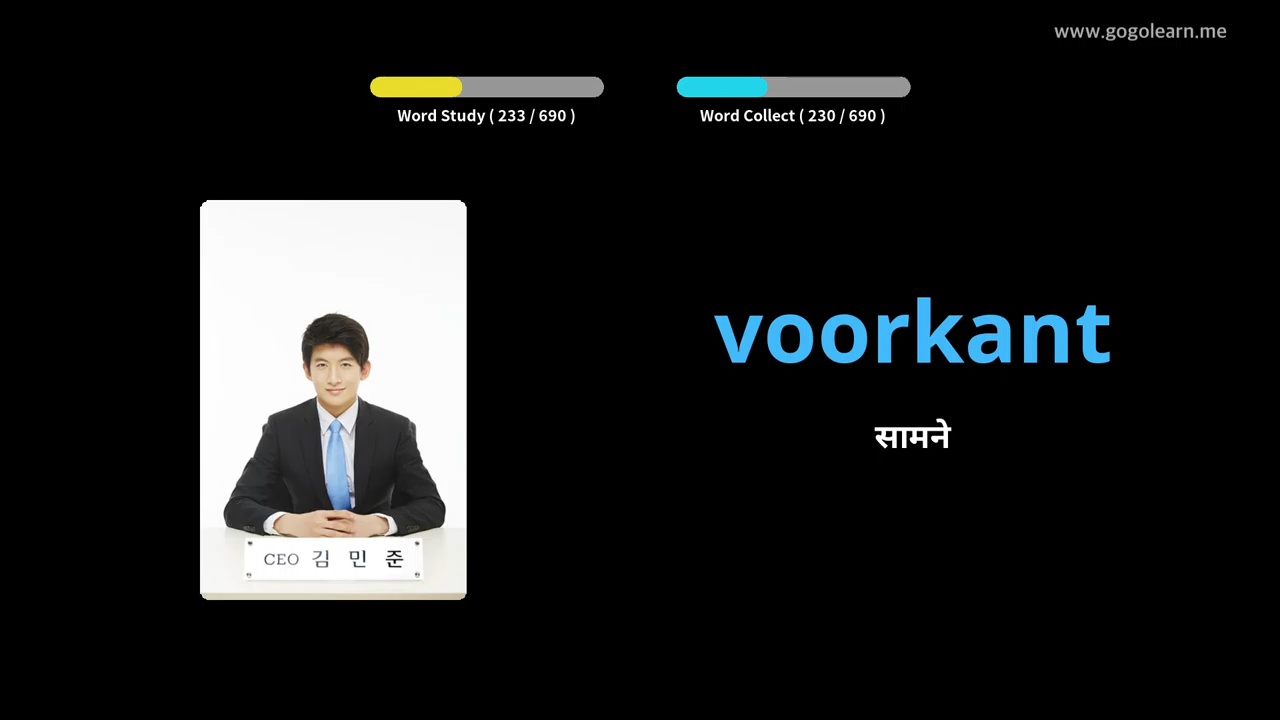 www.gogolearn.me
Word Study ( 233 / 690 )
Word Collect ( 230 / 690 )
voorkant
सामने
CEO 김 민 준